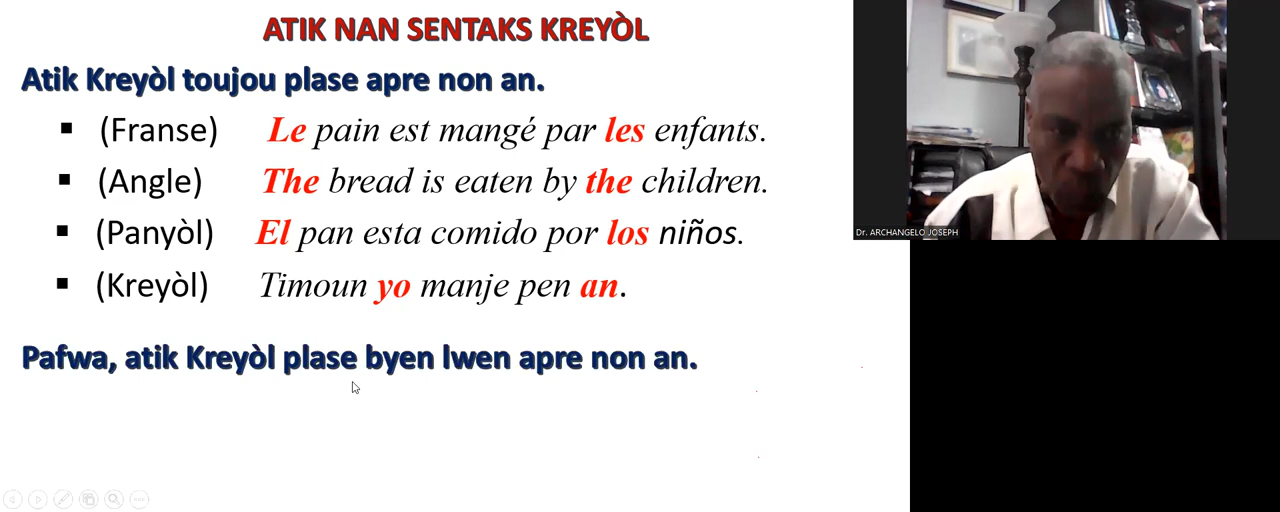 ATIK NAN SENTAKS KREYÒL
Atik Kreyòl toujou plase apre non an.
(Franse) Le pain est mangé par les enfants.
(Angle) The bread is eaten by the children.
(Panyòl) El pan esta comido por los niños.
(Kreyòl) Timoun yo manje pen an.
Pafwa, atik Kreyòl plase byen lwen apre non an.
Dr. ARCHANGELO JOSEPH